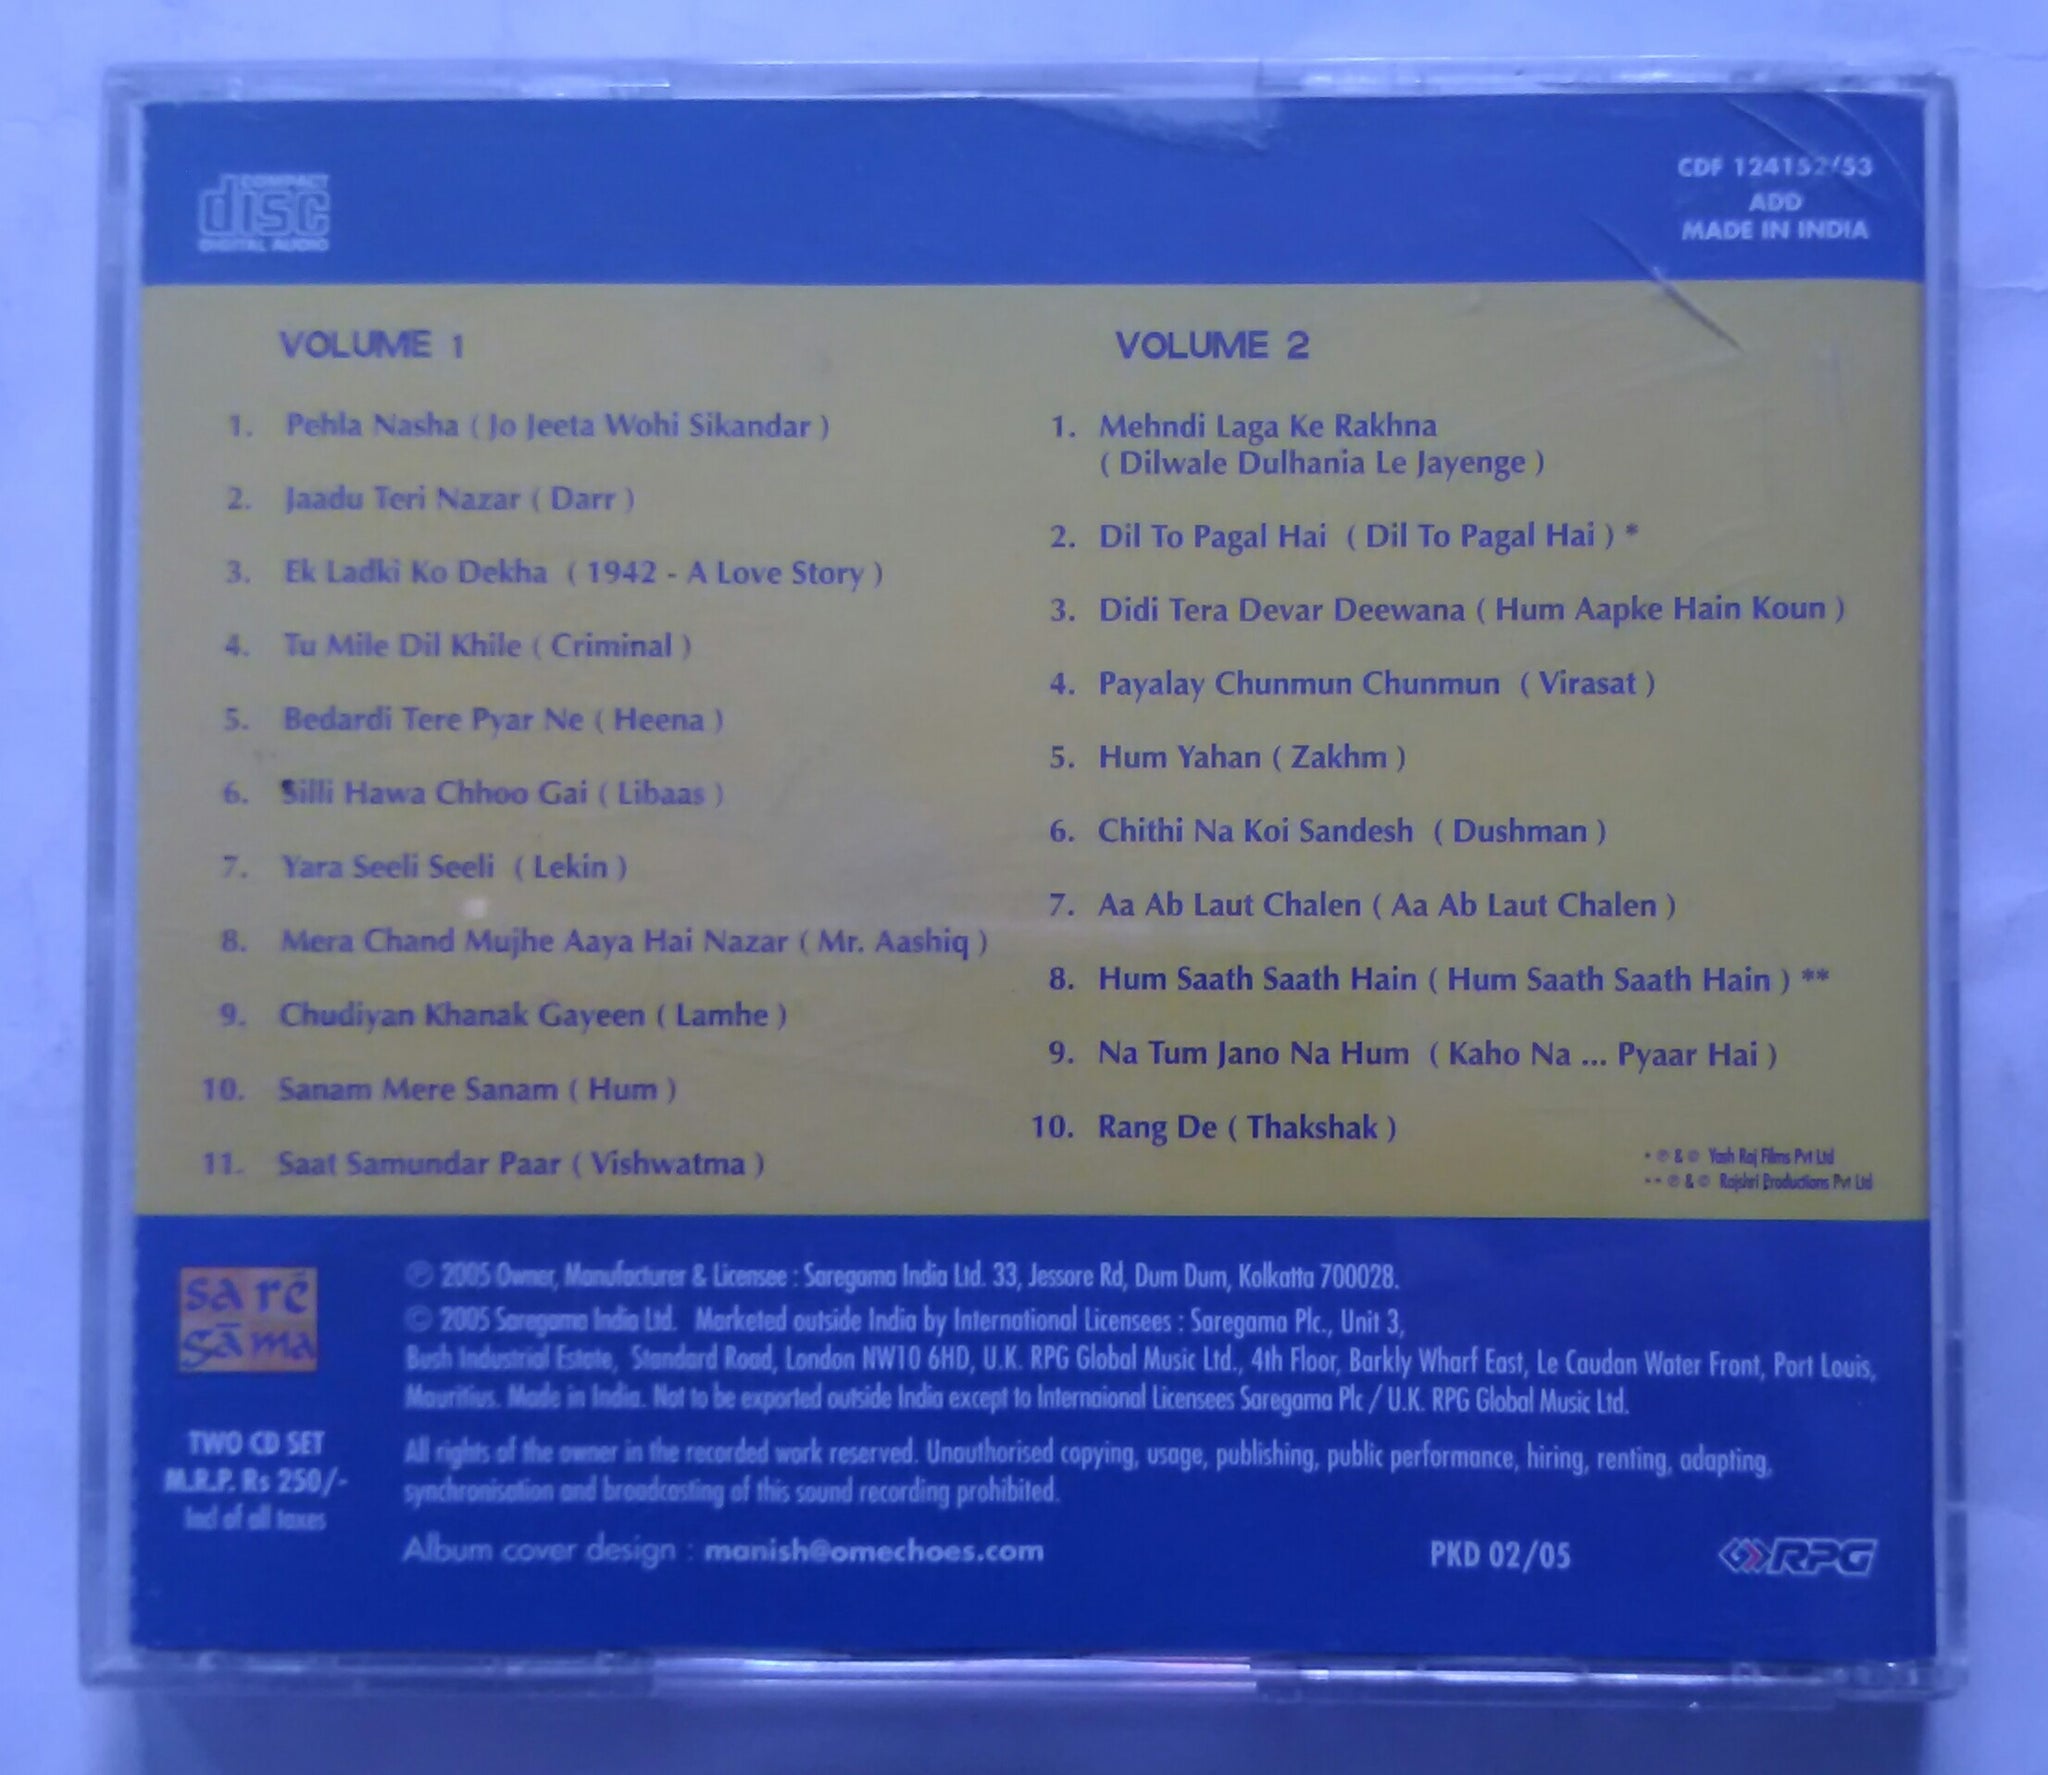 COMPACT
disc
DIGITAL AUDIO
CDF 124152/53
ADD
MADE IN INDIA
VOLUME 1
1. Pehla Nasha ( Jo Jeeta Wohi Sikandar )
2. Jaadu Teri Nazar ( Darr )
3. Ek Ladki Ko Dekha ( 1942 - A Love Story )
4. Tu Mile Dil Khile ( Criminal )
5. Bedardi Tere Pyar Ne ( Heena )
6. Silli Hawa Chhoo Gai ( Libaas )
7. Yara Seeli Seeli ( Lekin )
8. Mera Chand Mujhe Aaya Hai Nazar ( Mr. Aashiq )
9. Chudiyan Khanak Gayeen ( Lamhe )
10. Sanam Mere Sanam ( Hum )
11. Saat Samundar Paar ( Vishwatma )
VOLUME 2
1. Mehndi Laga Ke Rakhna
( Dilwale Dulhania Le Jayenge )
2. Dil To Pagal Hai ( Dil To Pagal Hai ) *
3. Didi Tera Devar Deewana ( Hum Aapke Hain Koun )
4. Payalay Chunmun Chunmun ( Virasat )
5. Hum Yahan ( Zakhm )
6. Chithi Na Koi Sandesh ( Dushman )
7. Aa Ab Laut Chalen ( Aa Ab Laut Chalen )
8. Hum Saath Saath Hain ( Hum Saath Saath Hain ) **
9. Na Tum Jano Na Hum ( Kaho Na ... Pyaar Hai )
10. Rang De ( Thakshak )
* ℗ & © Yash Raj Films Pvt Ltd
** ℗ & © Rajshri Productions Pvt Ltd
sa rē
gāma
TWO CD SET
M.R.P. Rs 250/-
Incl of all taxes
℗ 2005 Owner, Manufacturer & Licensee : Saregama India Ltd. 33, Jessore Rd, Dum Dum, Kolkatta 700028.
© 2005 Saregama India Ltd. Marketed outside India by International Licensees : Saregama Plc., Unit 3,
Bush Industrial Estate, Standard Road, London NW10 6HD, U.K. RPG Global Music Ltd., 4th Floor, Barkly Wharf East, Le Caudan Water Front, Port Louis,
Mauritius. Made in India. Not to be exported outside India except to Internaional Licensees Saregama Plc / U.K. RPG Global Music Ltd.
All rights of the owner in the recorded work reserved. Unauthorised copying, usage, publishing, public performance, hiring, renting, adapting,
synchronisation and broadcasting of this sound recording prohibited.
Album cover design : manish@omechoes.com
PKD 02/05
RPG